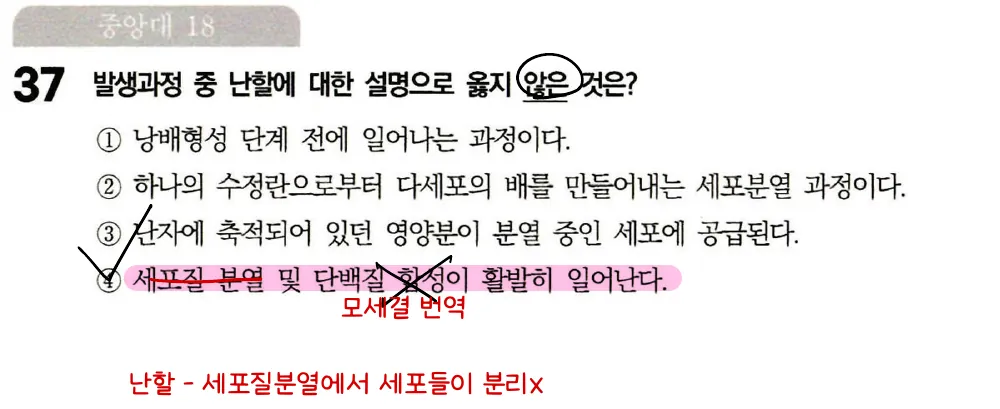 중앙대 18
37 발생과정 중 난할에 대한 설명으로 옳지 않은 것은?
① 낭배형성 단계 전에 일어나는 과정이다.
② 하나의 수정란으로부터 다세포의 배를 만들어내는 세포분열 과정이다.
③ 난자에 축적되어 있던 영양분이 분열 중인 세포에 공급된다.
④ 세포질 분열 및 단백질 합성이 활발히 일어난다.
모세결 번역
난할 - 세포질분열에서 세포들이 분리x